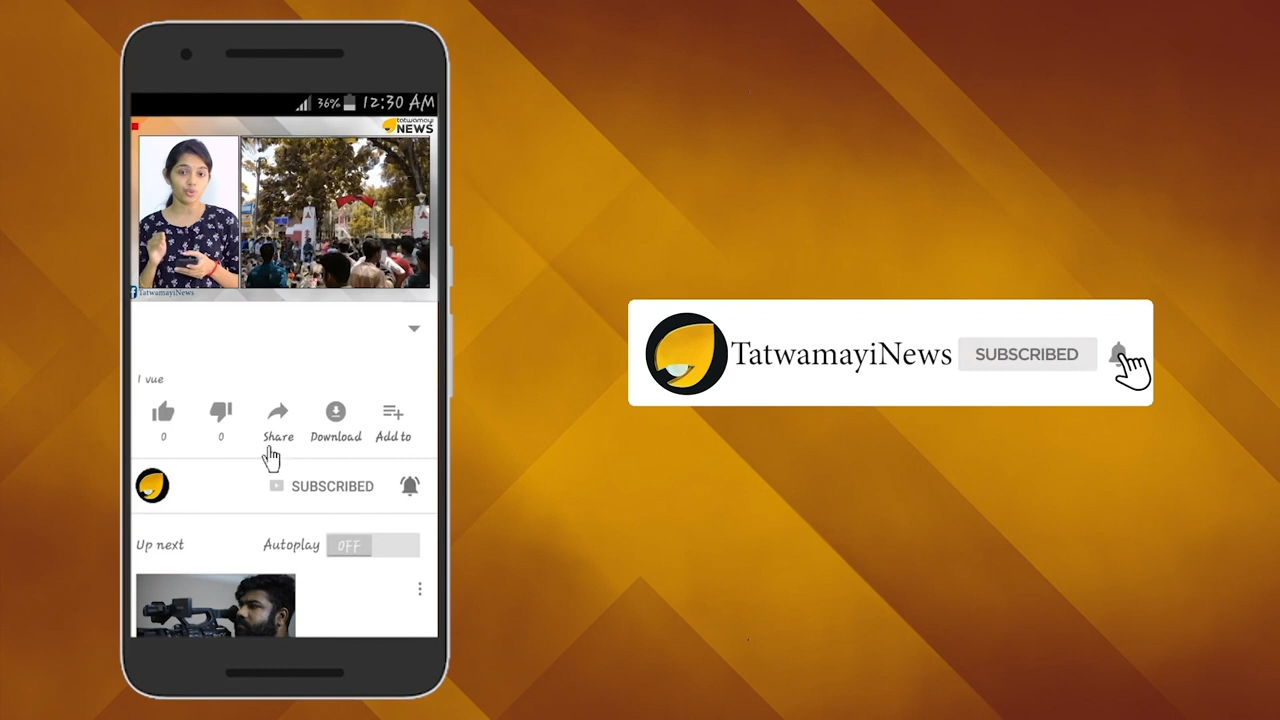 36% 12:30 AM
tatwamayi
NEWS
TatwamayiNews
1 vue
0 0 Share Download Add to
SUBSCRIBED
Up next Autoplay OFF
TatwamayiNews SUBSCRIBED